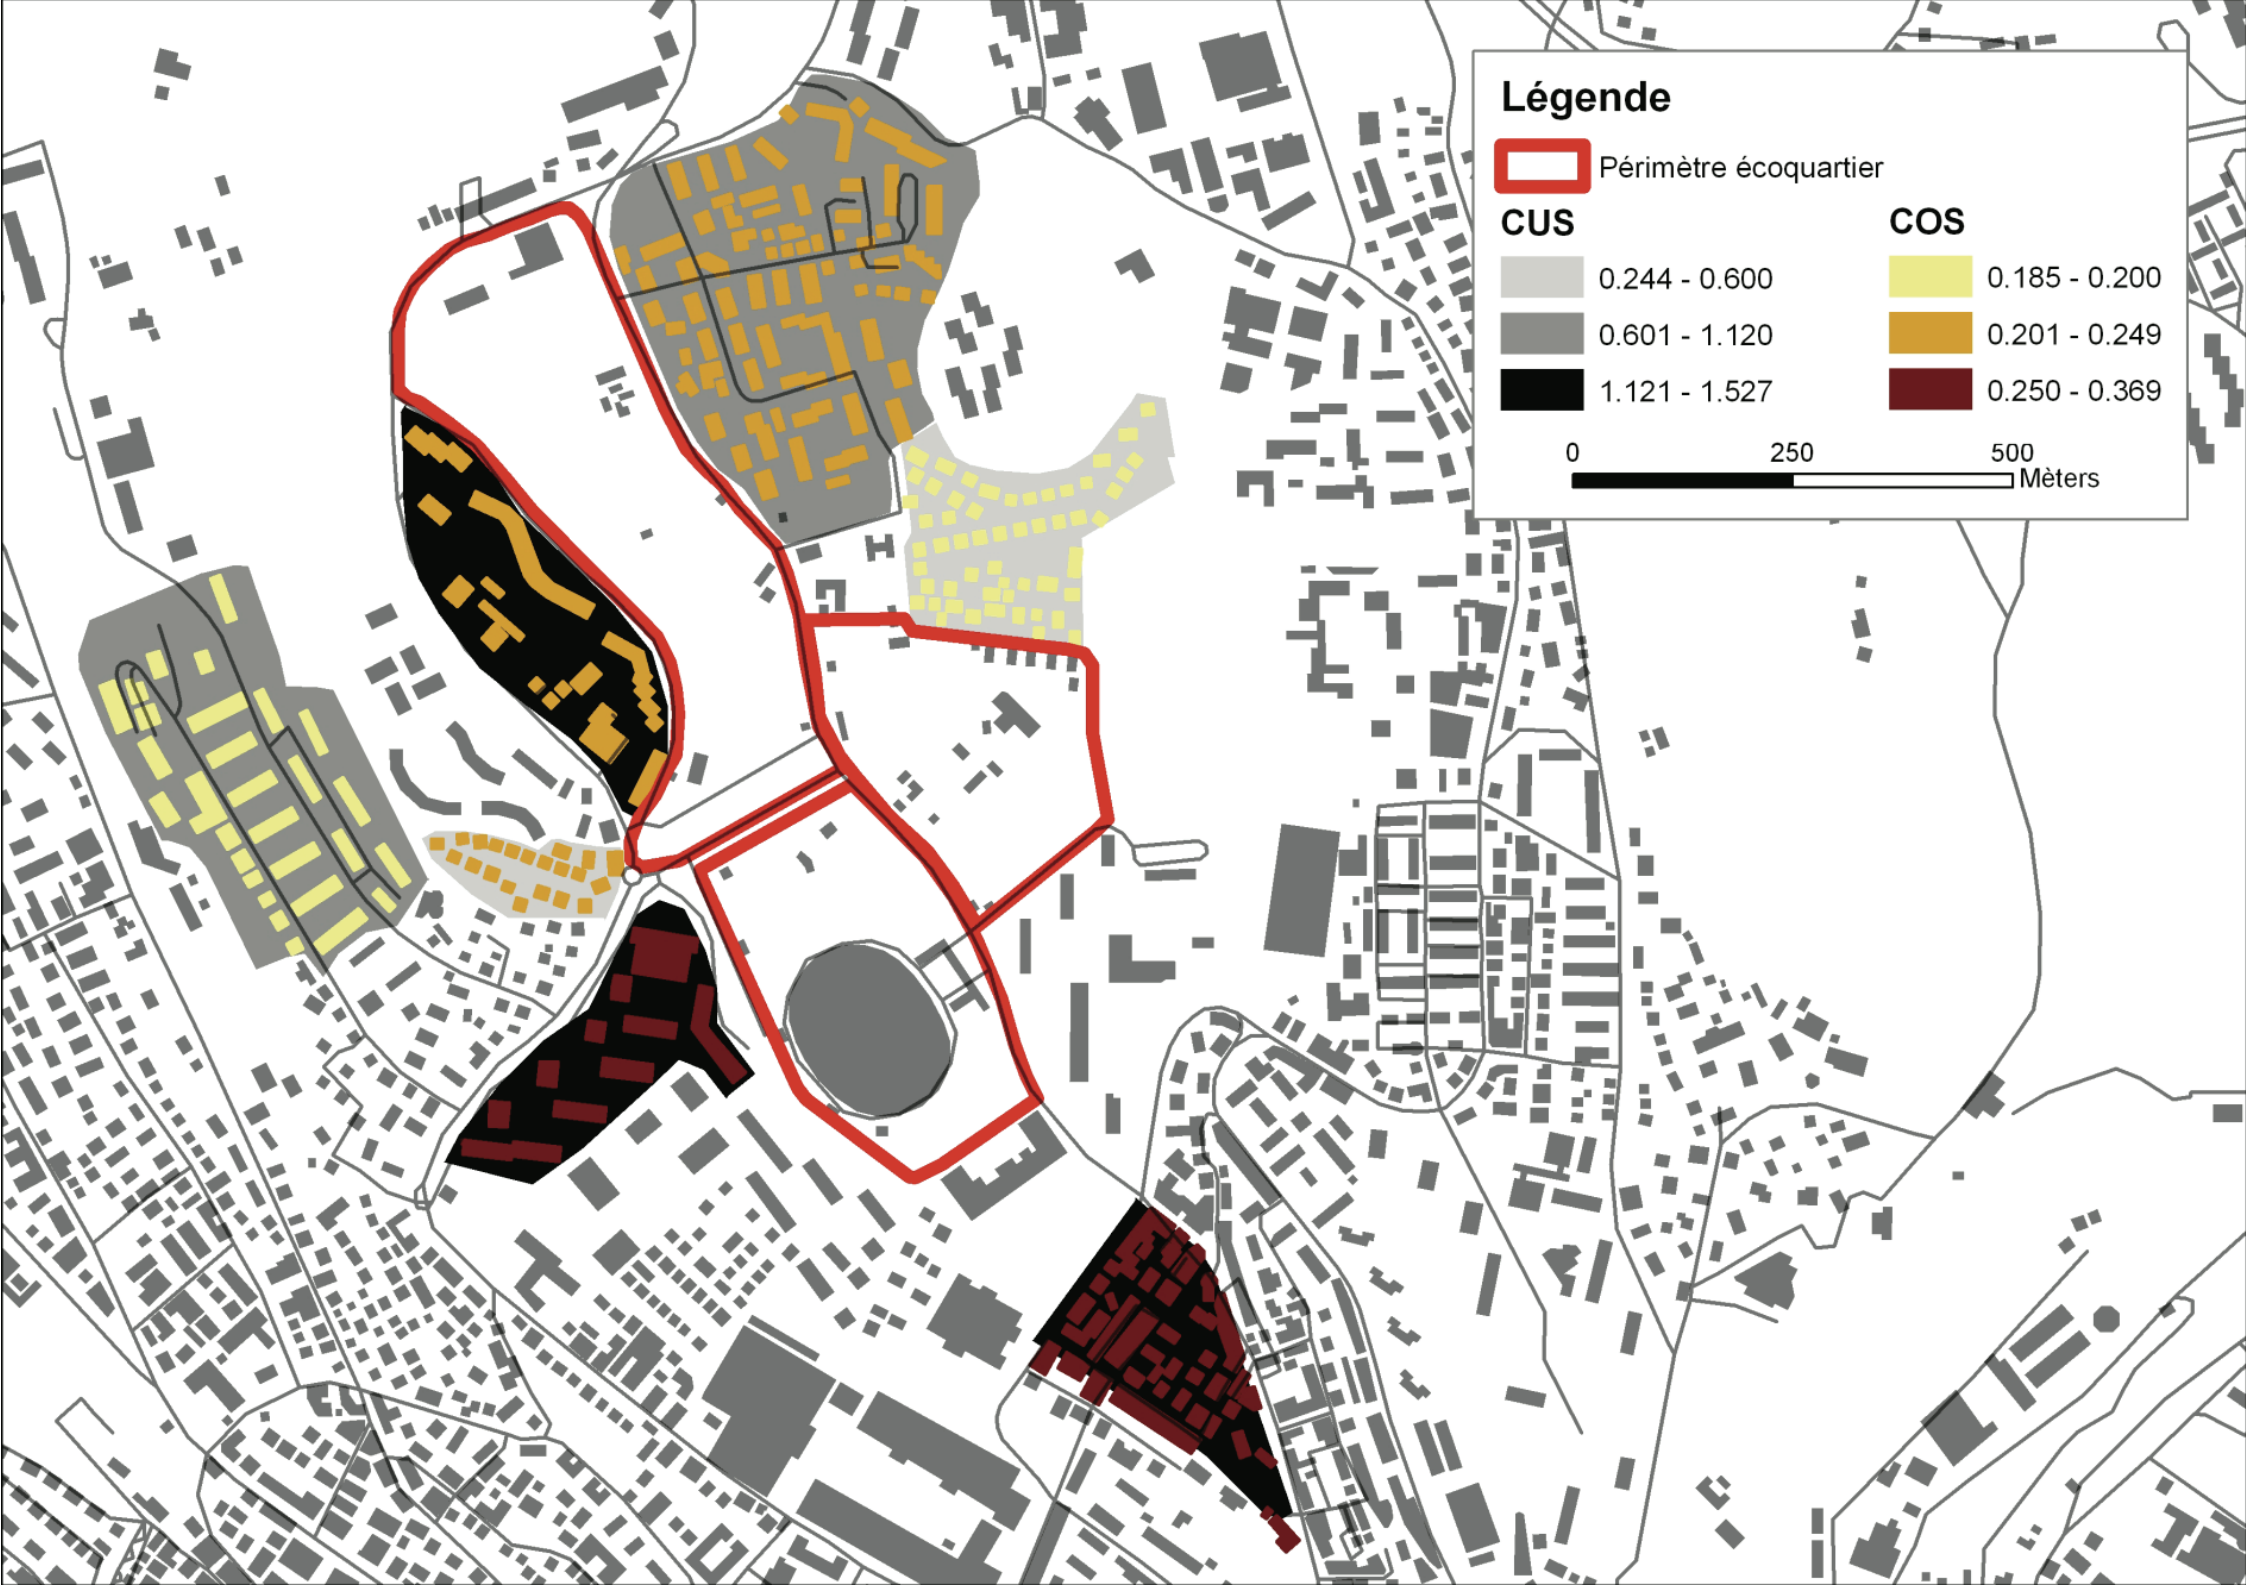 Légende
Périmètre écoquartier
CUS
0.244 - 0.600
0.601 - 1.120
1.121 - 1.527
COS
0.185 - 0.200
0.201 - 0.249
0.250 - 0.369
0 250 500
Mèters